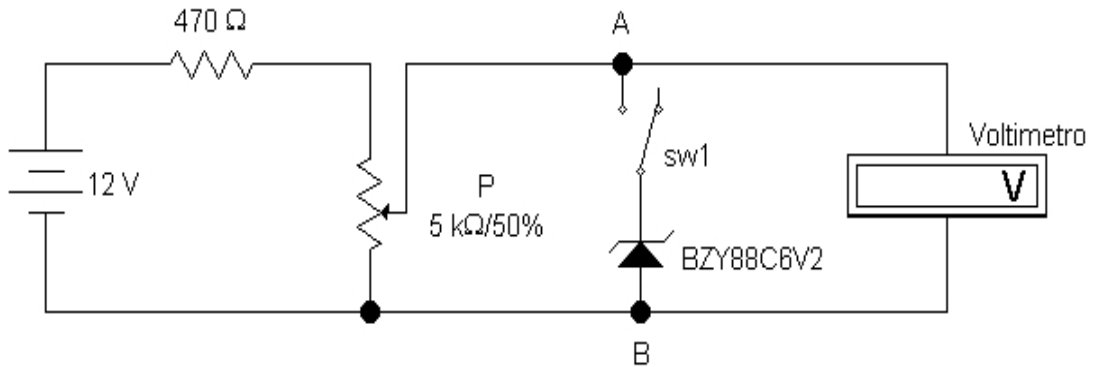 470 Ω
A
Voltimetro
sw1
12 V
P
V
5 kΩ/50%
BZY88C6V2
B